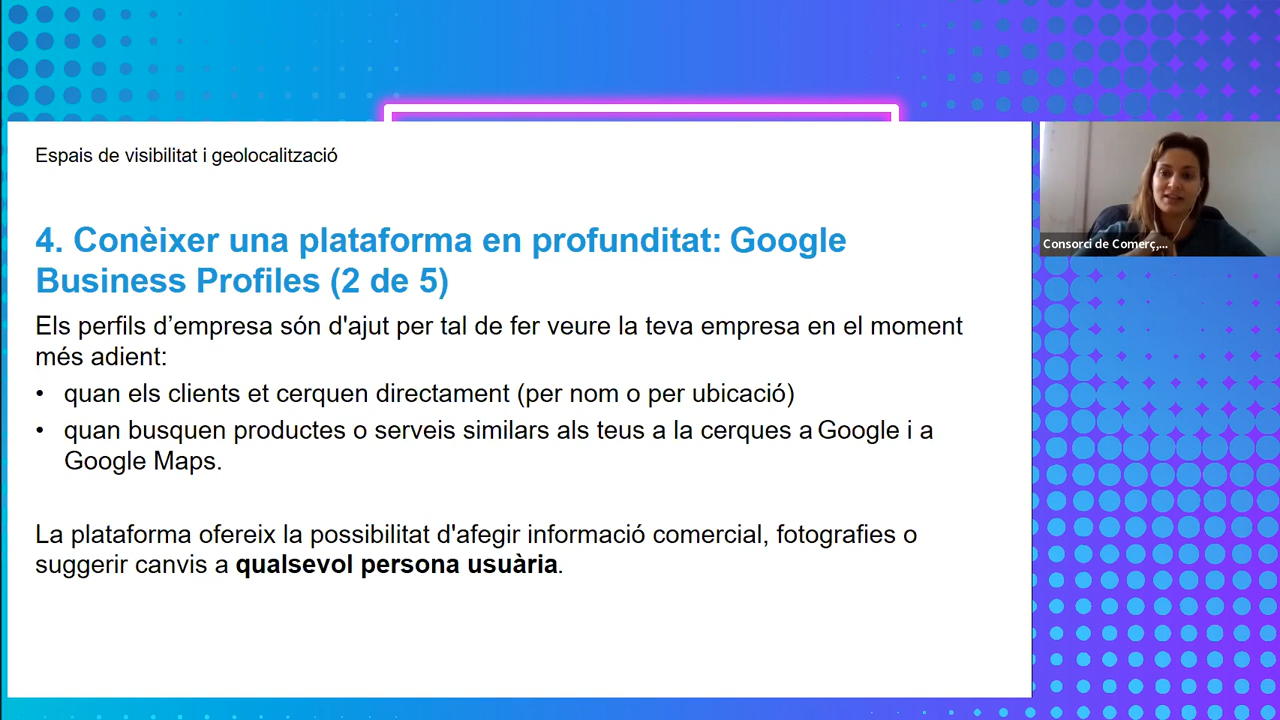 Espais de visibilitat i geolocalització
4. Conèixer una plataforma en profunditat: Google
Business Profiles (2 de 5)
Els perfils d’empresa són d'ajut per tal de fer veure la teva empresa en el moment
més adient:
• quan els clients et cerquen directament (per nom o per ubicació)
• quan busquen productes o serveis similars als teus a la cerques a Google i a
Google Maps.
La plataforma ofereix la possibilitat d'afegir informació comercial, fotografies o
suggerir canvis a qualsevol persona usuària.
Consorci de Comerç,...